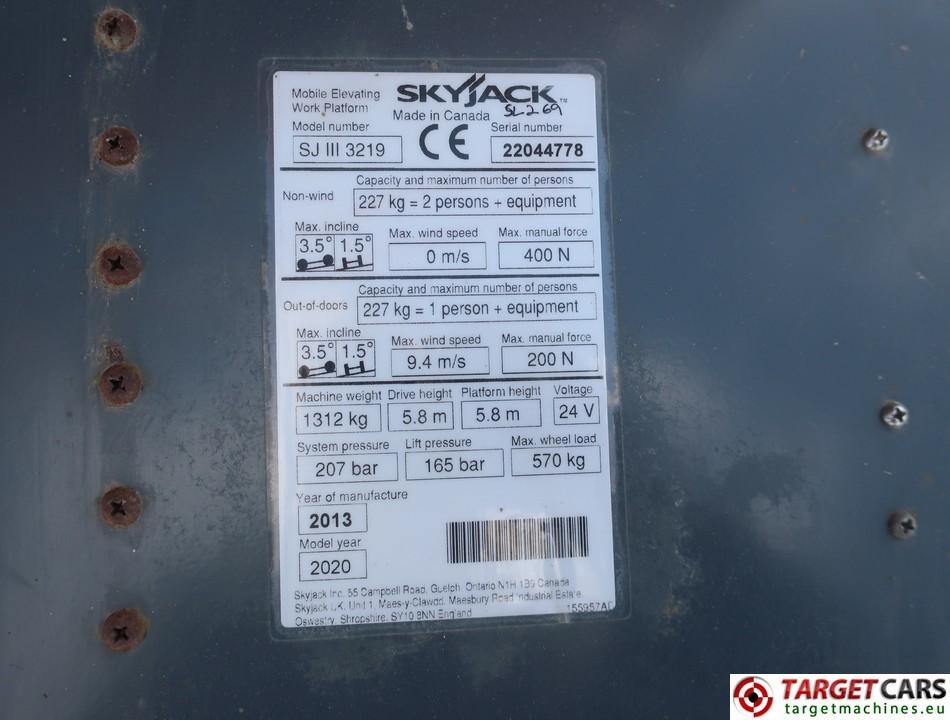 Mobile Elevating
Work Platform
SKYJACK™
Made in Canada
SL269
Model number
CE
Serial number
SJ III 3219
22044778
Capacity and maximum number of persons
Non-wind
227 kg = 2 persons + equipment
Max. incline
Max. wind speed
Max. manual force
3.5° 1.5°
0 m/s
400 N
Capacity and maximum number of persons
Out-of-doors
227 kg = 1 person + equipment
Max. incline
Max. wind speed
Max. manual force
3.5° 1.5°
9.4 m/s
200 N
Machine weight Drive height Platform height Voltage
1312 kg 5.8 m 5.8 m 24 V
System pressure Lift pressure Max. wheel load
207 bar 165 bar 570 kg
Year of manufacture
2013
Model year
2020
Skyjack Inc. 55 Campbell Road, Guelph, Ontario N1H 1B9 Canada
Skyjack UK, Unit 1, Maes-y-Clawdd, Maesbury Road Industrial Estate
Oswestry, Shropshire, SY10 8NN England
TARGETCARS
targetmachines.eu